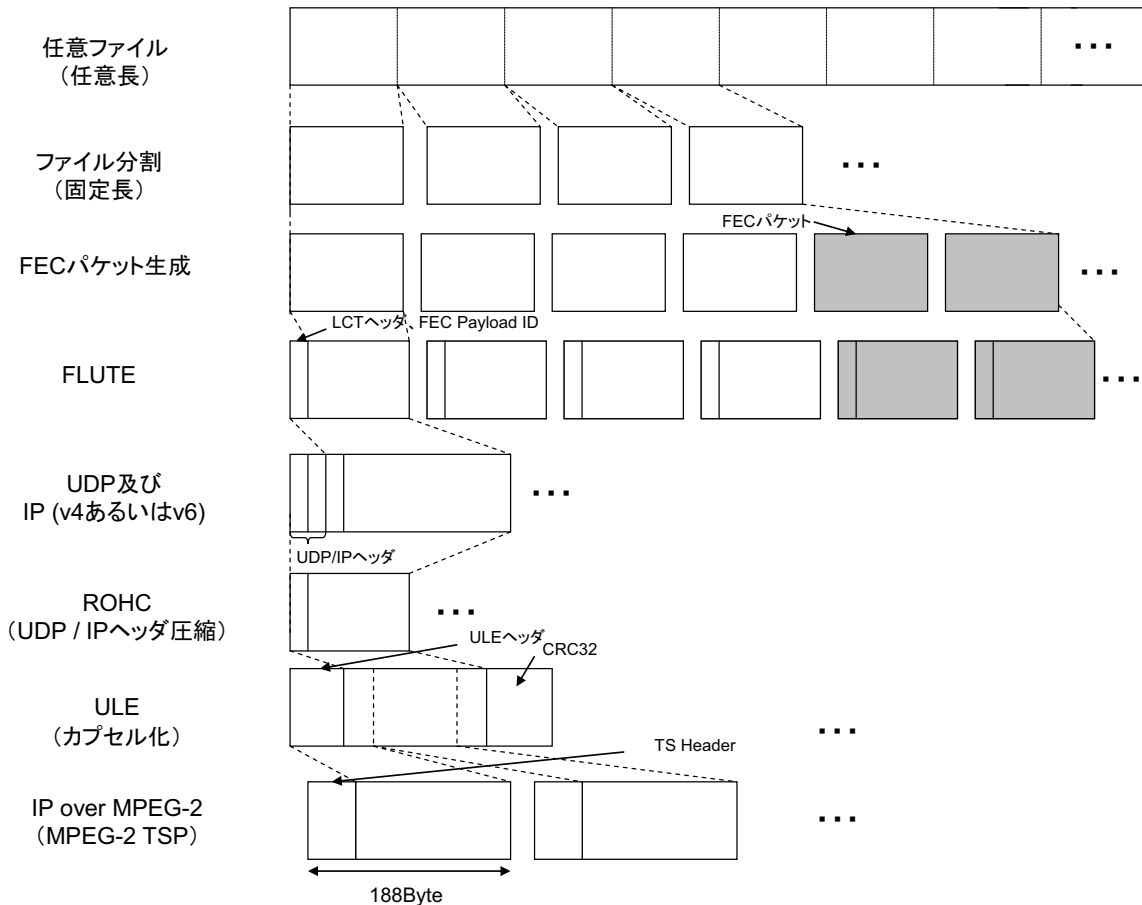 任意ファイル
（任意長）
ファイル分割
（固定長）
FECパケット
FECパケット生成
LCTヘッダ、FEC Payload ID
FLUTE
UDP及び
IP (v4あるいはv6)
UDP/IPヘッダ
ROHC
（UDP / IPヘッダ圧縮）
ULEヘッダ
CRC32
ULE
（カプセル化）
TS Header
IP over MPEG-2
（MPEG-2 TSP）
188Byte